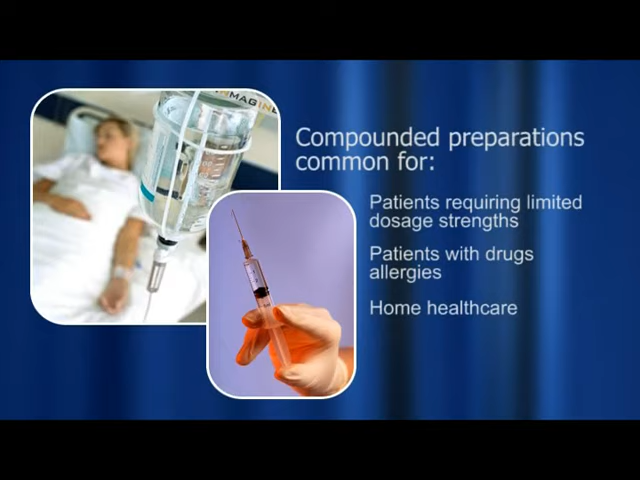 Compounded preparations
common for:
Patients requiring limited
dosage strengths
Patients with drugs
allergies
Home healthcare